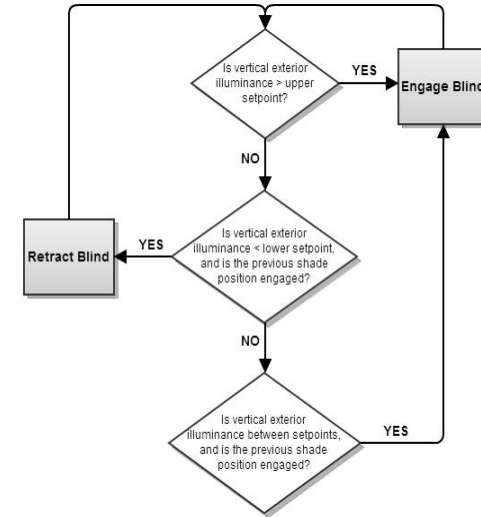 Is vertical exterior
illuminance > upper
setpoint?
YES
Engage Blind
NO
Is vertical exterior
illuminance < lower setpoint,
and is the previous shade
position engaged?
YES
Retract Blind
NO
Is vertical exterior
illuminance between setpoints,
and is the previous shade
position engaged?
YES